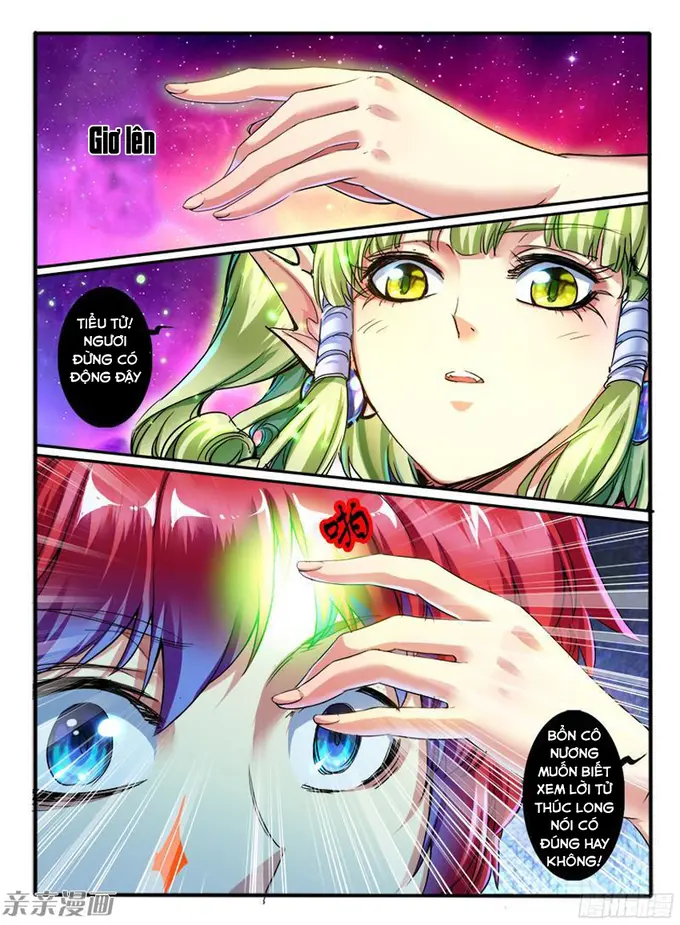 Giơ lên
TIỂU TỬ!
NGƯƠI
ĐỪNG CÓ
ĐỘNG ĐẬY
啪
BỔN CÔ
NƯƠNG
MUỐN BIẾT
XEM LỜI TỬ
THÚC LONG
NÓI CÓ
ĐÚNG HAY
KHÔNG!
亲亲漫画